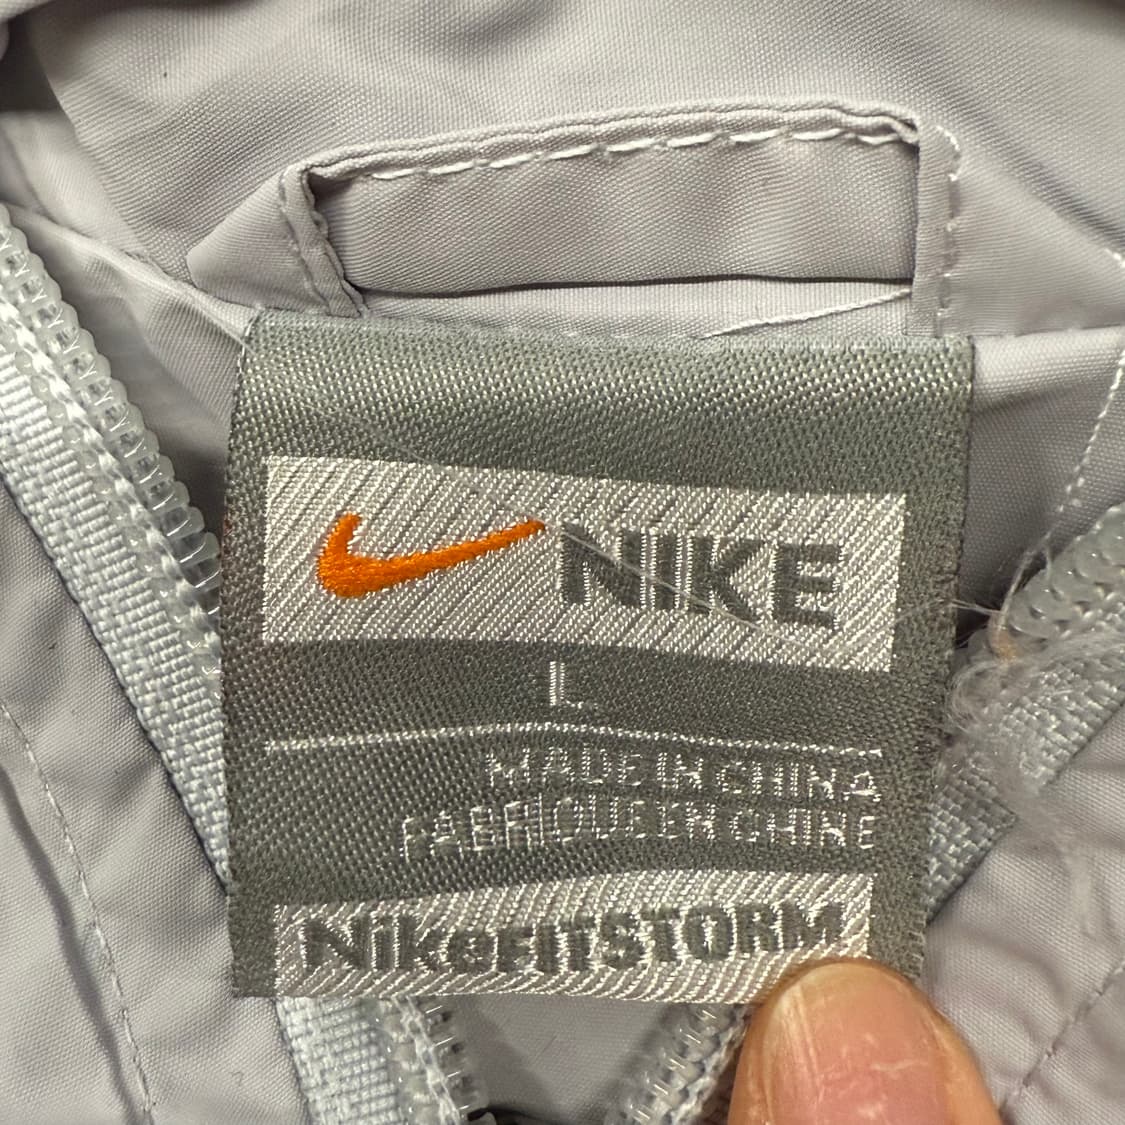 NIKE
L
MADE IN CHINA
FABRIQUE EN CHINE
NikeFITSTORM